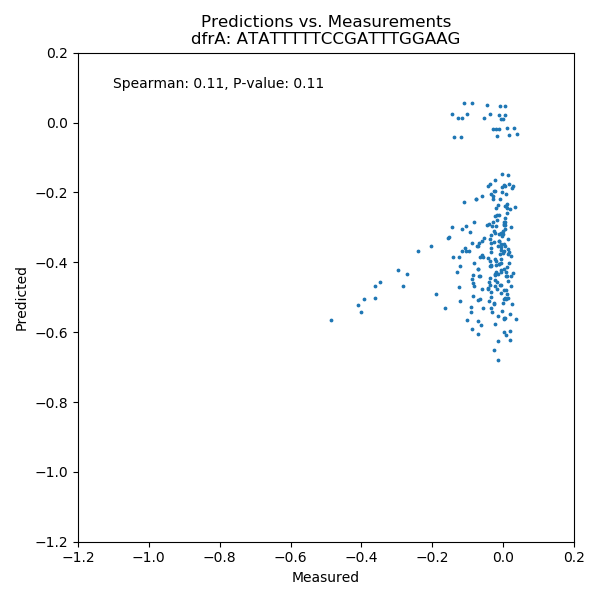 Predictions vs. Measurements
dfrA: ATATTTTTCCGATTTGGAAG
Spearman: 0.11, P-value: 0.11
0.2
0.0
−0.2
−0.4
−0.6
−0.8
−1.0
−1.2
Predicted
−1.2 −1.0 −0.8 −0.6 −0.4 −0.2 0.0 0.2
Measured